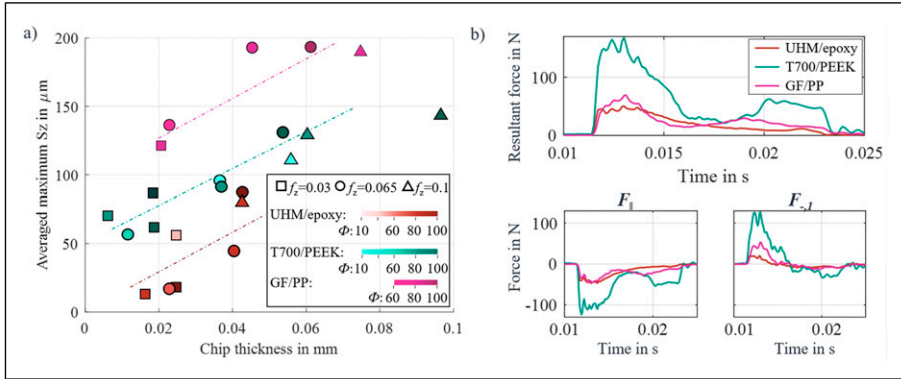 a)
200
150
100
50
0
0 0.02 0.04 0.06 0.08 0.1
Averaged maximum Sz in μm
Chip thickness in mm
fz=0.03 fz=0.065 fz=0.1
UHM/epoxy:
Φ: 10 60 80 100
T700/PEEK:
Φ: 10 60 80 100
GF/PP:
Φ: 60 80 100
b)
Resultant force in N
100
0
0.01 0.015 0.02 0.025
Time in s
UHM/epoxy
T700/PEEK
GF/PP
F∥
F-,⊥
Force in N
100
0
-100
0.01 0.02
Time in s
0.01 0.02
Time in s